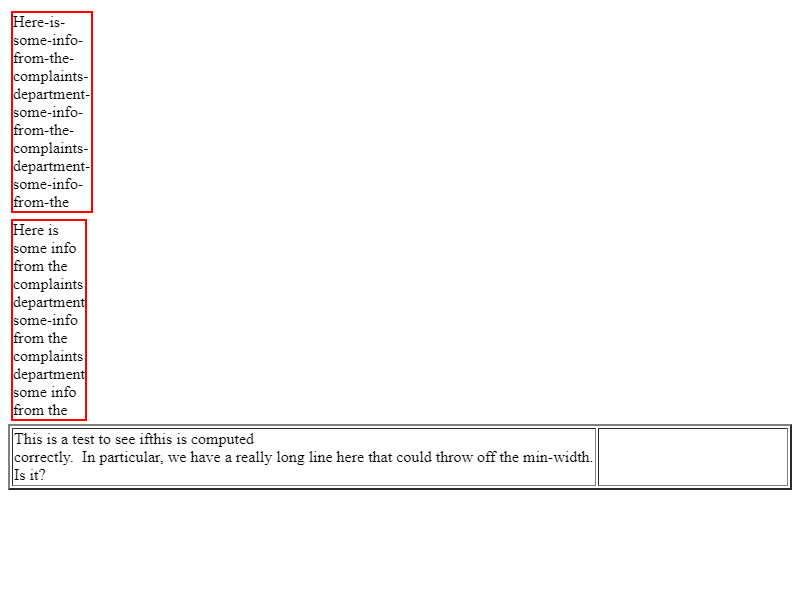 Here-is-
some-info-
from-the-
complaints-
department-
some-info-
from-the-
complaints-
department-
some-info-
from-the
Here is
some info
from the
complaints
department
some-info
from the
complaints
department
some info
from the
This is a test to see ifthis is computed
correctly.  In particular, we have a really long line here that could throw off the min-width.
Is it?